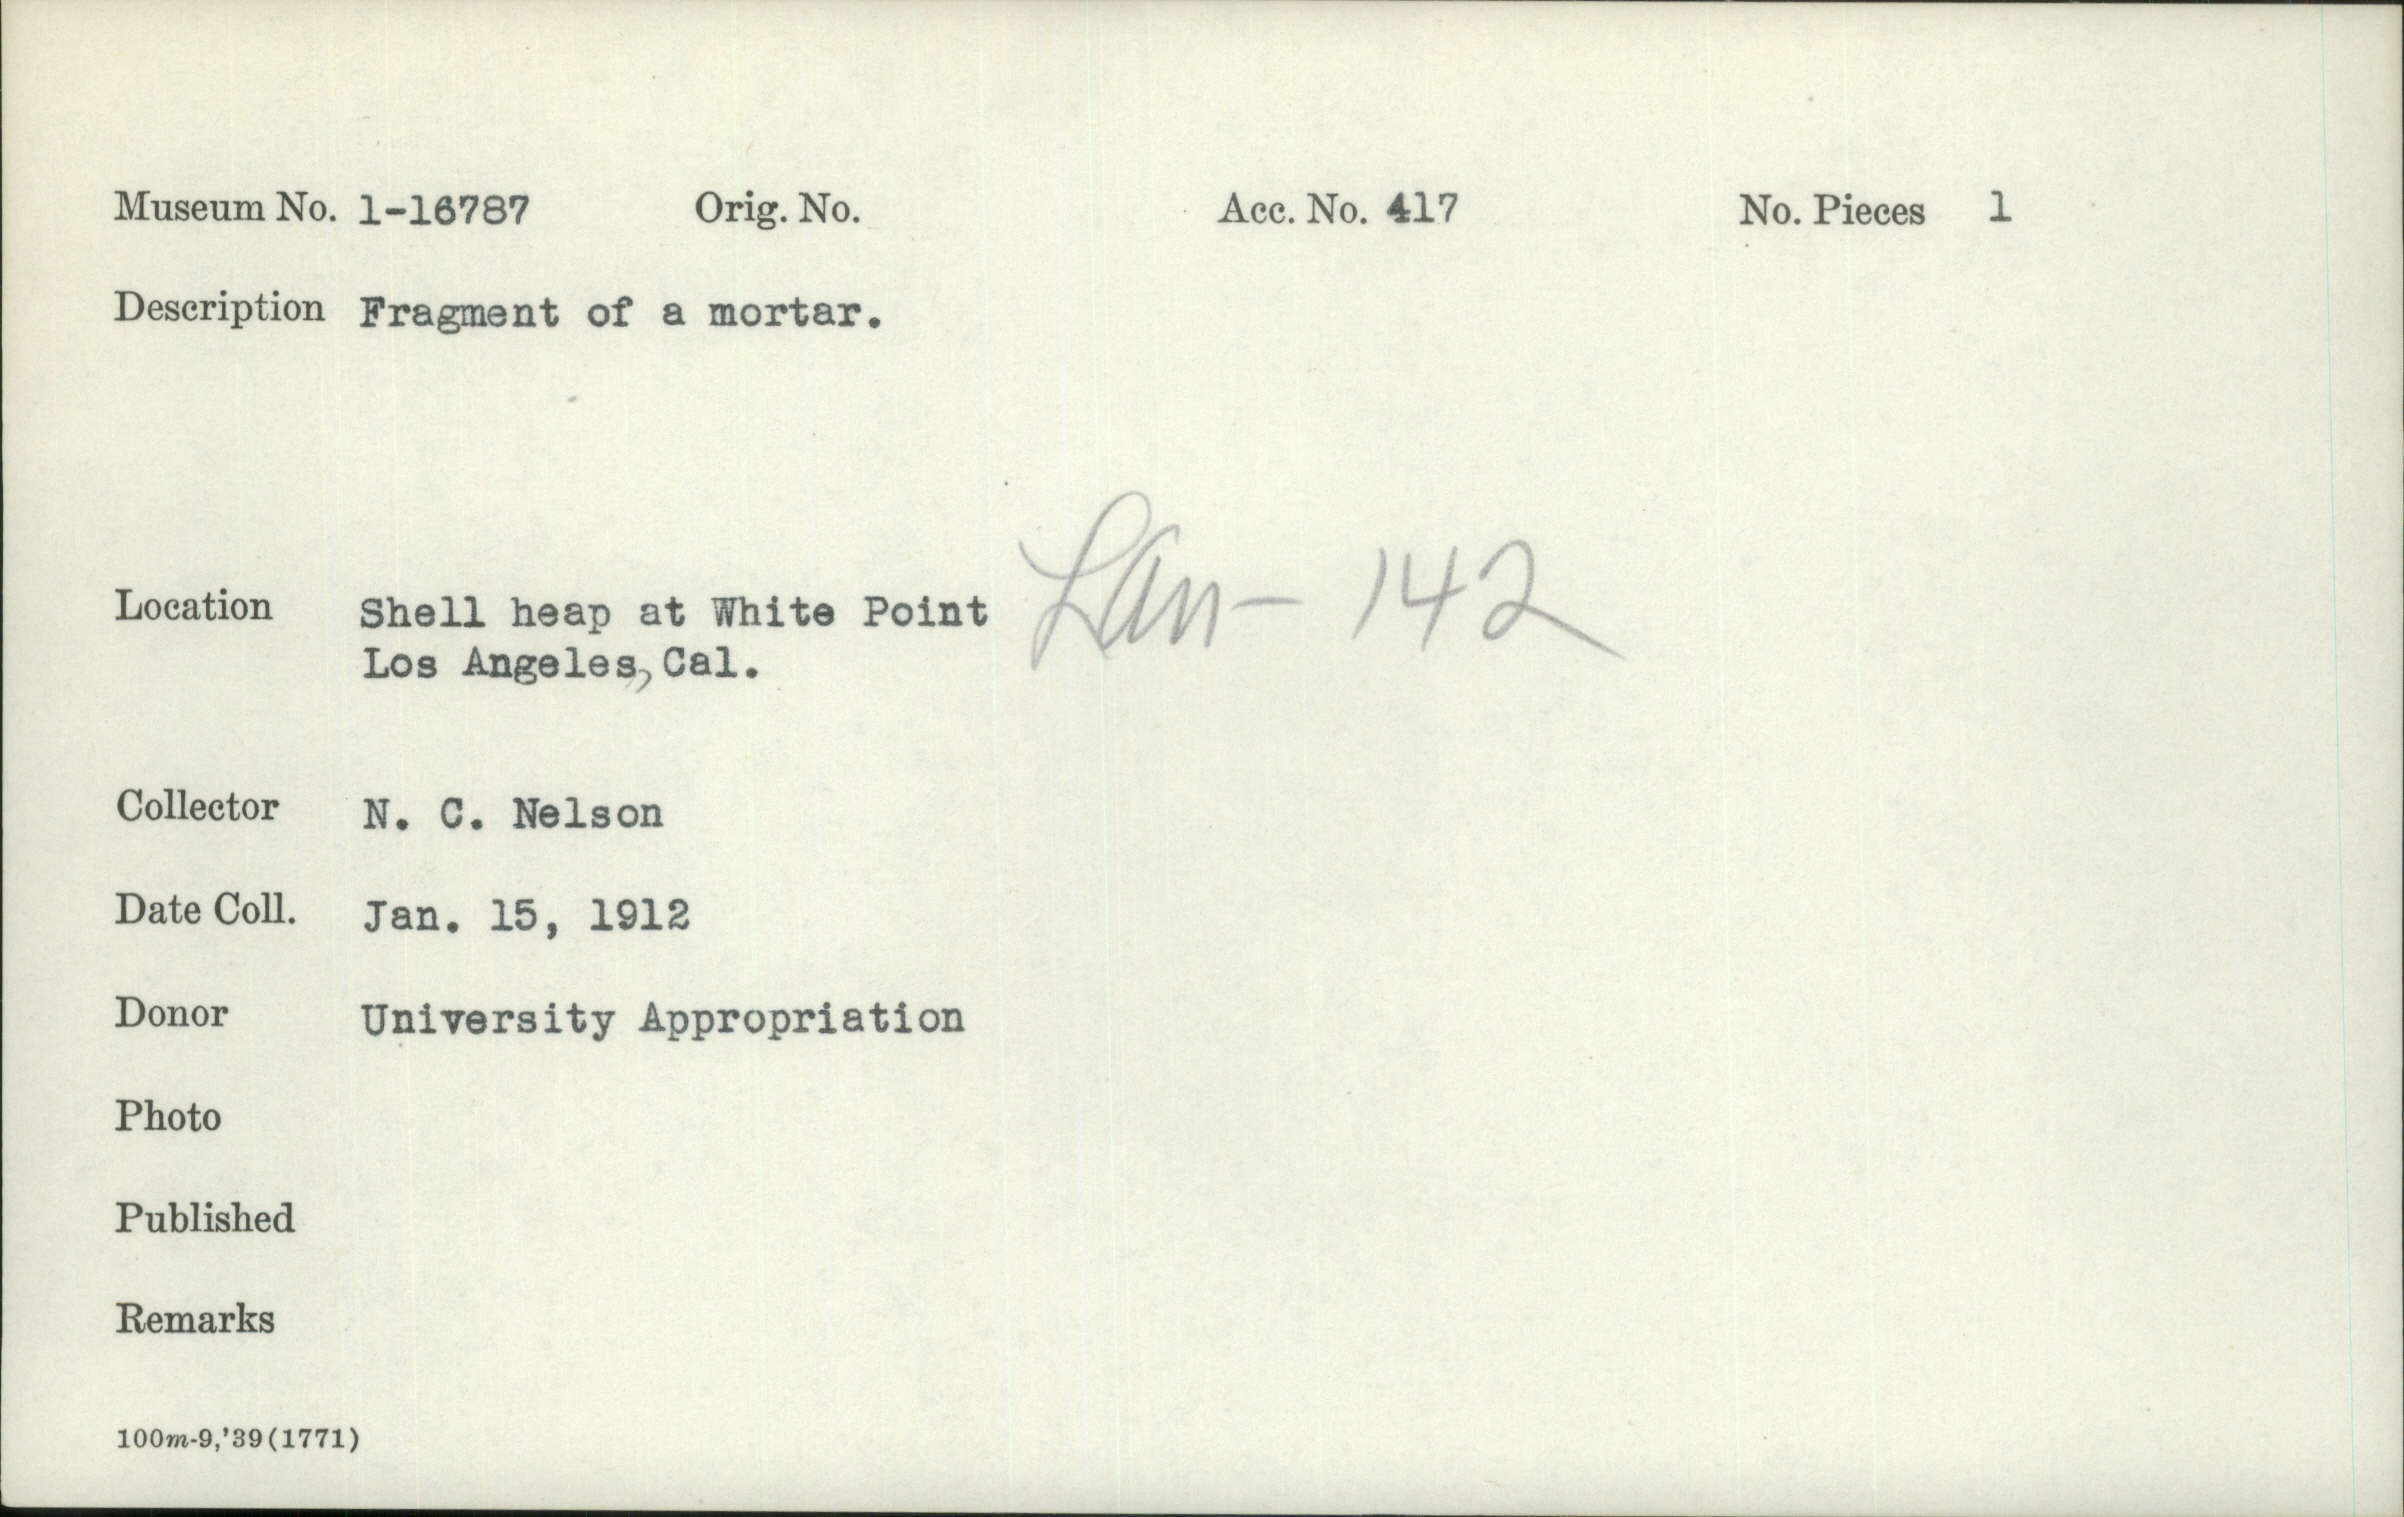 Museum No. 1-16787 Orig. No. Acc. No. 417 No. Pieces 1
Description Fragment of a mortar.
Location Shell heap at White Point LAn-142
Los Angeles, Cal.
Collector N. C. Nelson
Date Coll. Jan. 15, 1912
Donor University Appropriation
Photo
Published
Remarks
100m-9,'39(1771)